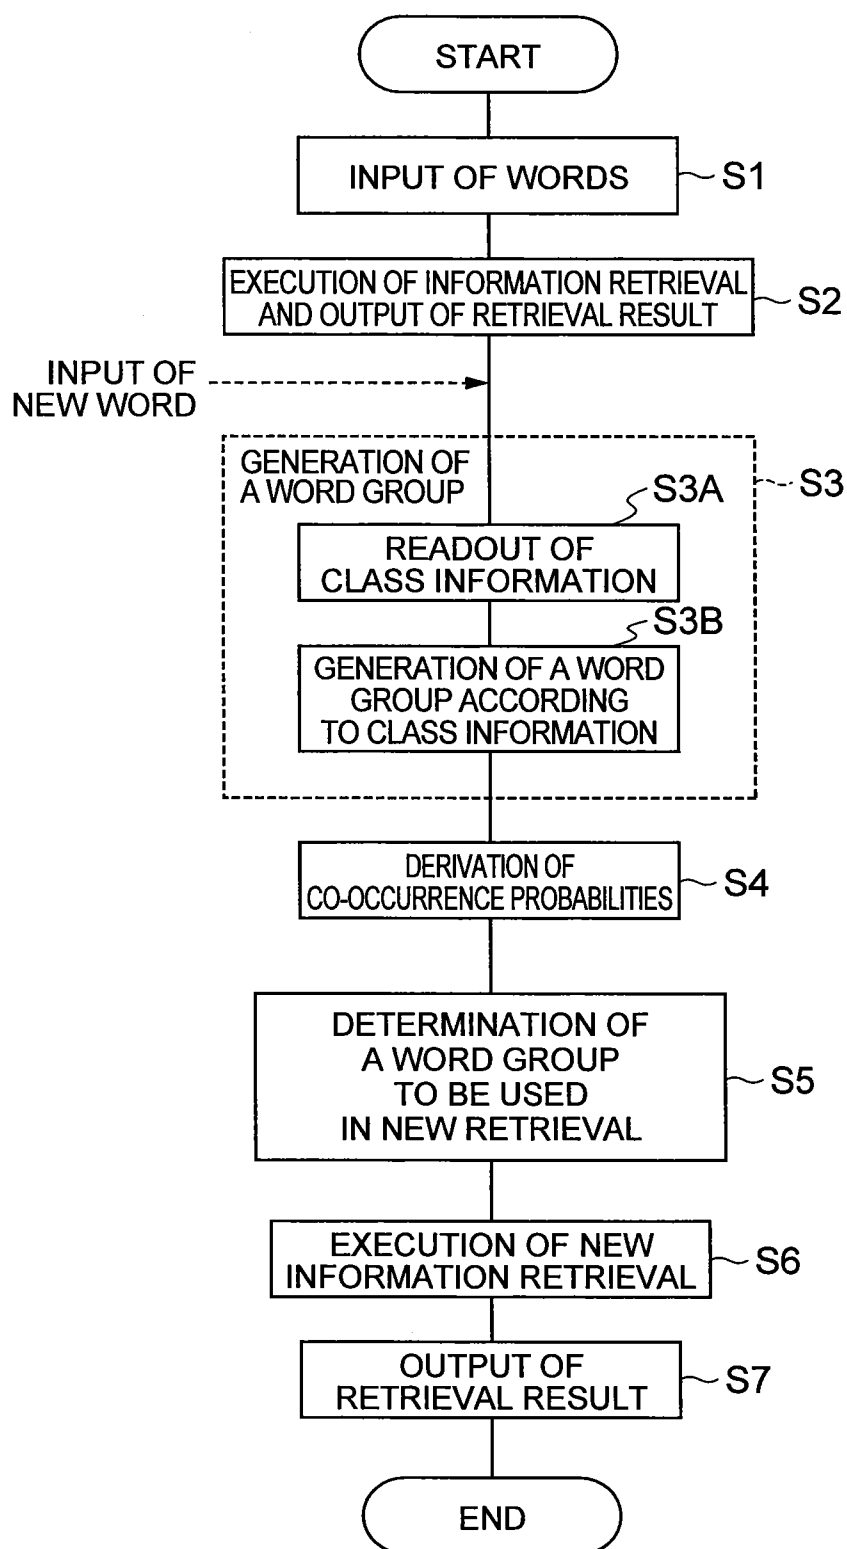 START
INPUT OF WORDS
S1
EXECUTION OF INFORMATION RETRIEVAL
AND OUTPUT OF RETRIEVAL RESULT
S2
INPUT OF
NEW WORD
GENERATION OF
A WORD GROUP
S3
S3A
READOUT OF
CLASS INFORMATION
S3B
GENERATION OF A WORD
GROUP ACCORDING
TO CLASS INFORMATION
DERIVATION OF
CO-OCCURRENCE PROBABILITIES
S4
DETERMINATION OF
A WORD GROUP
TO BE USED
IN NEW RETRIEVAL
S5
EXECUTION OF NEW
INFORMATION RETRIEVAL
S6
OUTPUT OF
RETRIEVAL RESULT
S7
END